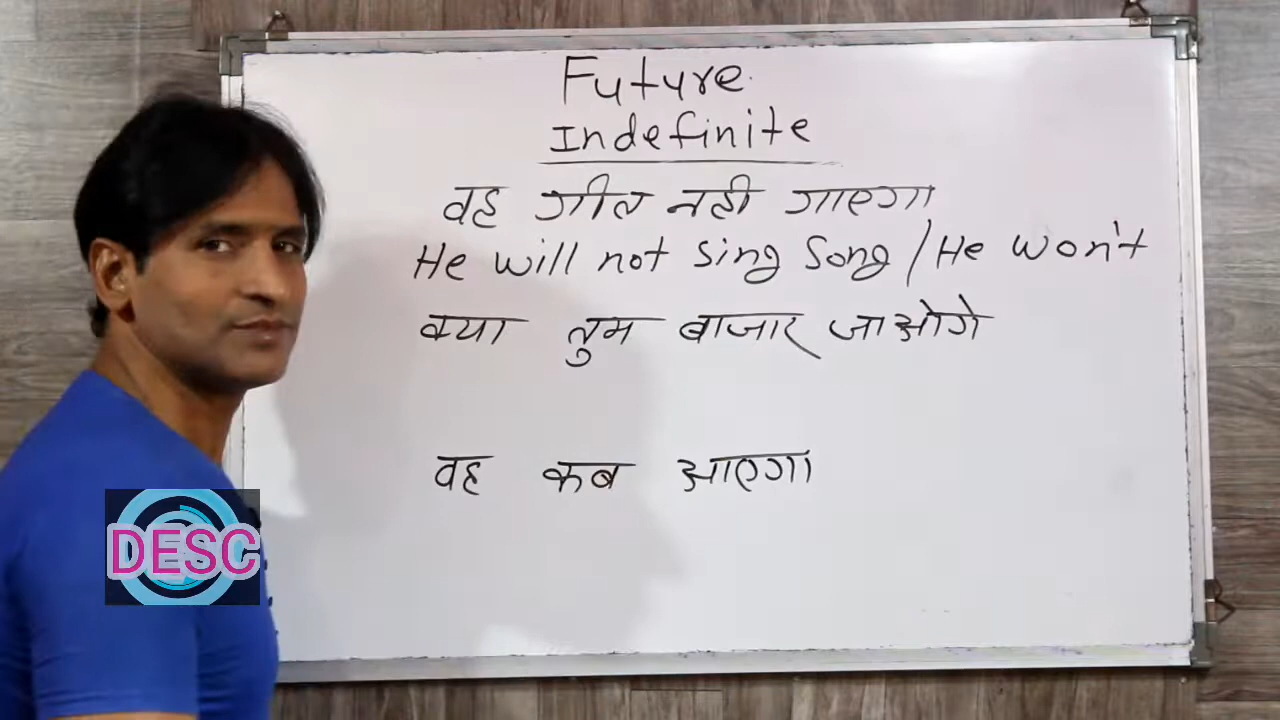 Future
Indefinite
वह गीत नही गाएगा
He will not sing song / He won't
क्या तुम बाजार जाओगे
वह कब आएगा
DESC